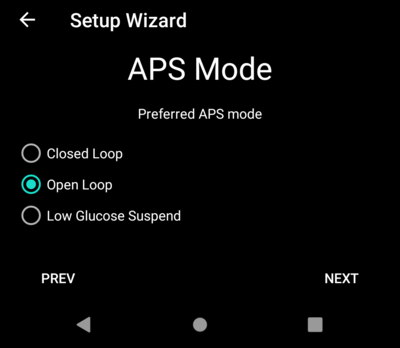 Setup Wizard
APS Mode
Preferred APS mode
Closed Loop
Open Loop
Low Glucose Suspend
PREV NEXT